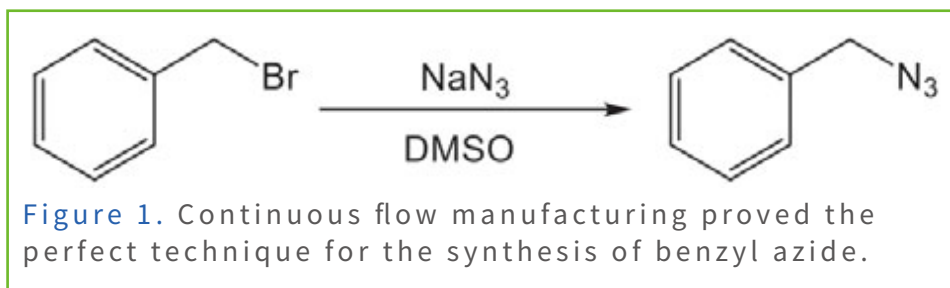 Br
NaN3
DMSO
N3
Figure 1. Continuous flow manufacturing proved the
perfect technique for the synthesis of benzyl azide.